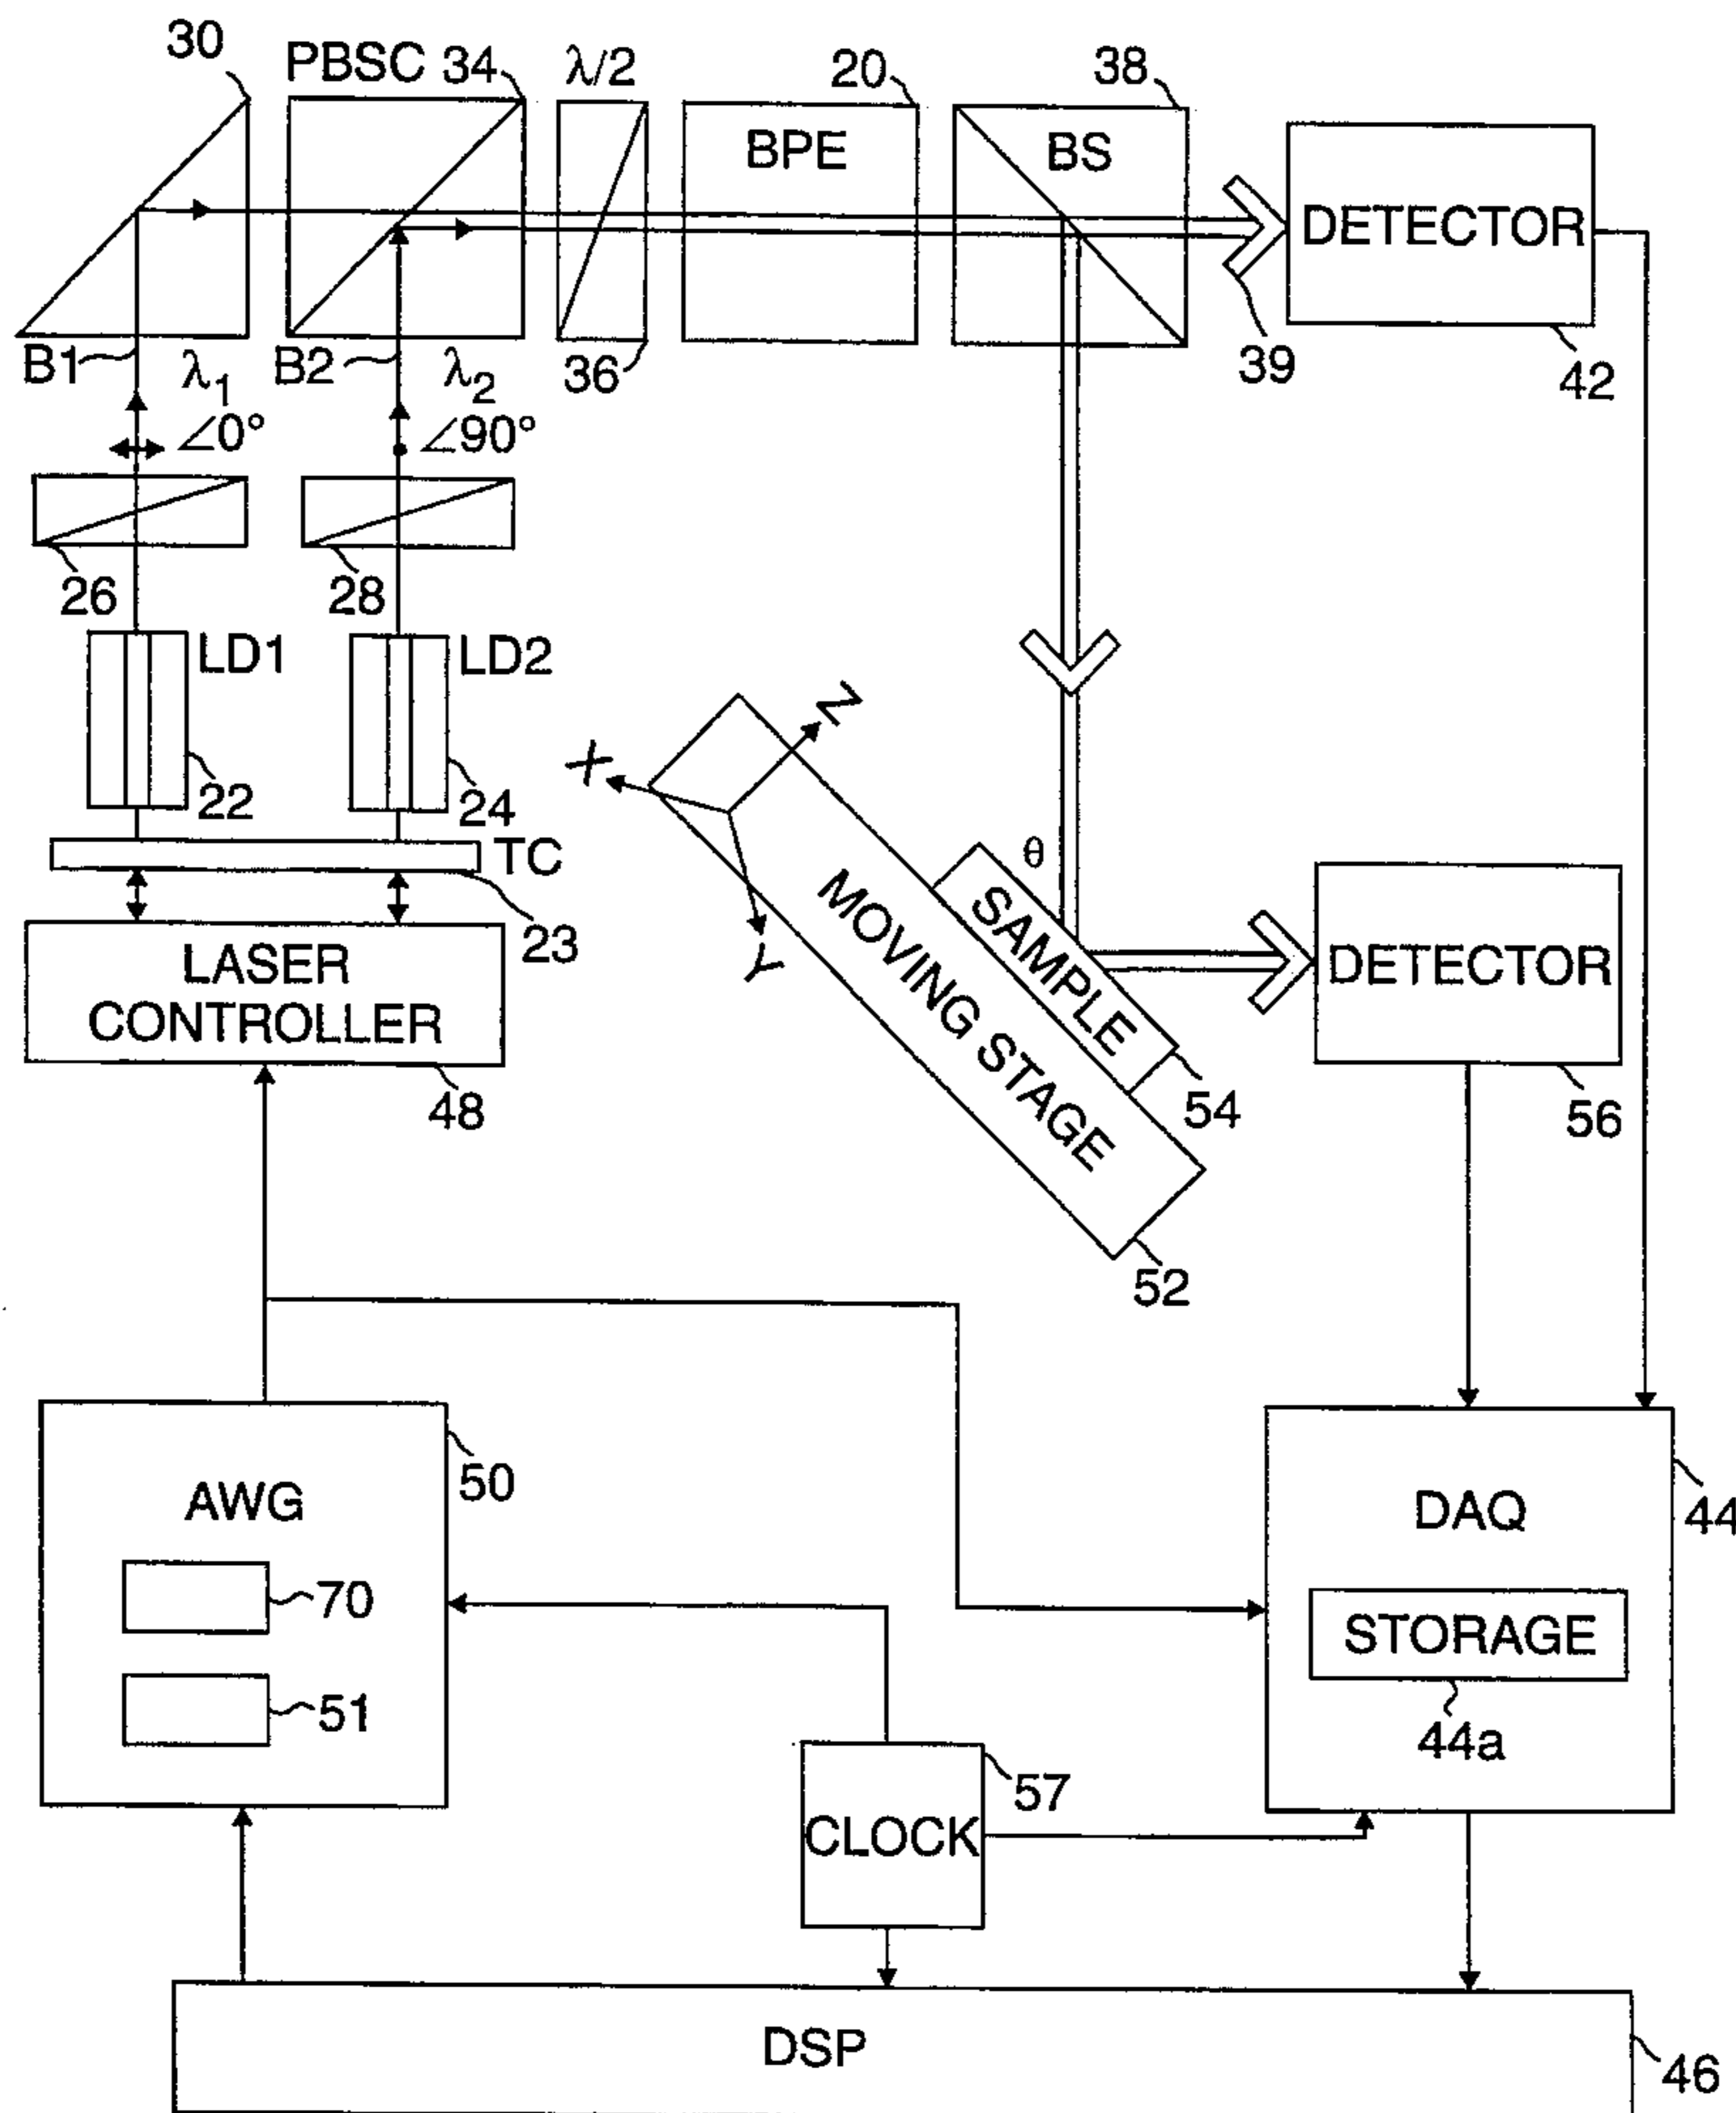 30
PBSC 34
λ/2
20
38
BPE
BS
DETECTOR
B1
λ1
B2
λ2
36
39
42
∠0°
∠90°
26
28
LD1
LD2
22
24
TC
23
X
Z
Y
θ
MOVING STAGE
SAMPLE
DETECTOR
LASER
CONTROLLER
48
54
56
52
AWG
50
70
51
DAQ
44
STORAGE
44a
57
CLOCK
DSP
46